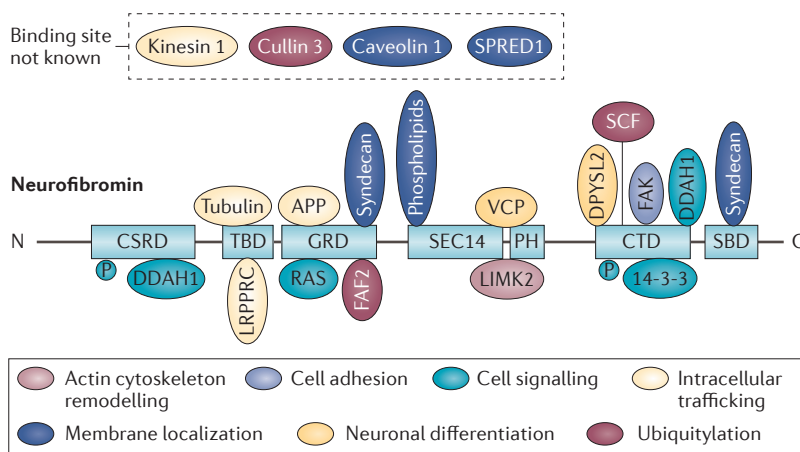 Binding site
not known
Kinesin 1
Cullin 3
Caveolin 1
SPRED1
SCF
Syndecan
Phospholipids
DPYSL2
FAK
DDAH1
Syndecan
Neurofibromin
Tubulin
APP
VCP
N
CSRD
TBD
GRD
SEC14
PH
CTD
SBD
C
P
DDAH1
LRPPRC
RAS
FAF2
LIMK2
P
14-3-3
Actin cytoskeleton
remodelling
Cell adhesion
Cell signalling
Intracellular
trafficking
Membrane localization
Neuronal differentiation
Ubiquitylation